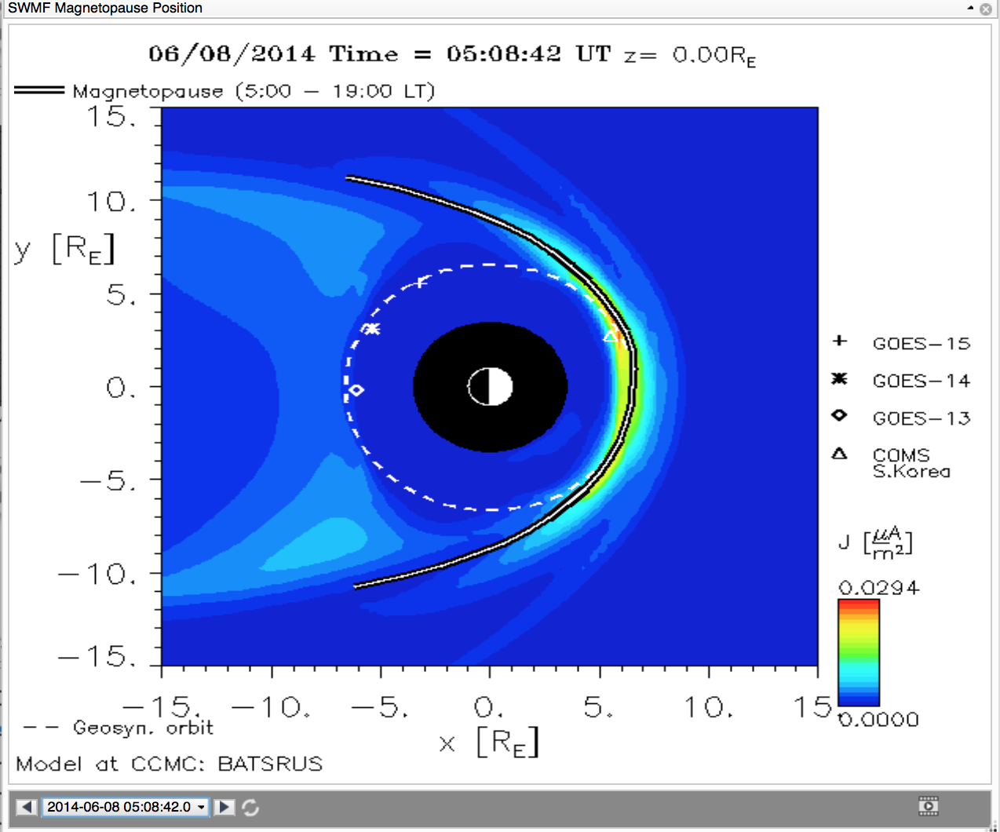 SWMF Magnetopause Position
06/08/2014 Time = 05:08:42 UT z= 0.00RE
Magnetopause (5:00 – 19:00 LT)
15.
10.
y [RE]
5.
0.
−5.
−10.
−15.
−15. −10. −5. 0. 5. 10. 15.
x [RE]
GOES−15
GOES−14
GOES−13
COMS
S.Korea
J [μA/m2]
0.0294
0.0000
– – Geosyn. orbit
Model at CCMC: BATSRUS
2014-06-08 05:08:42.0